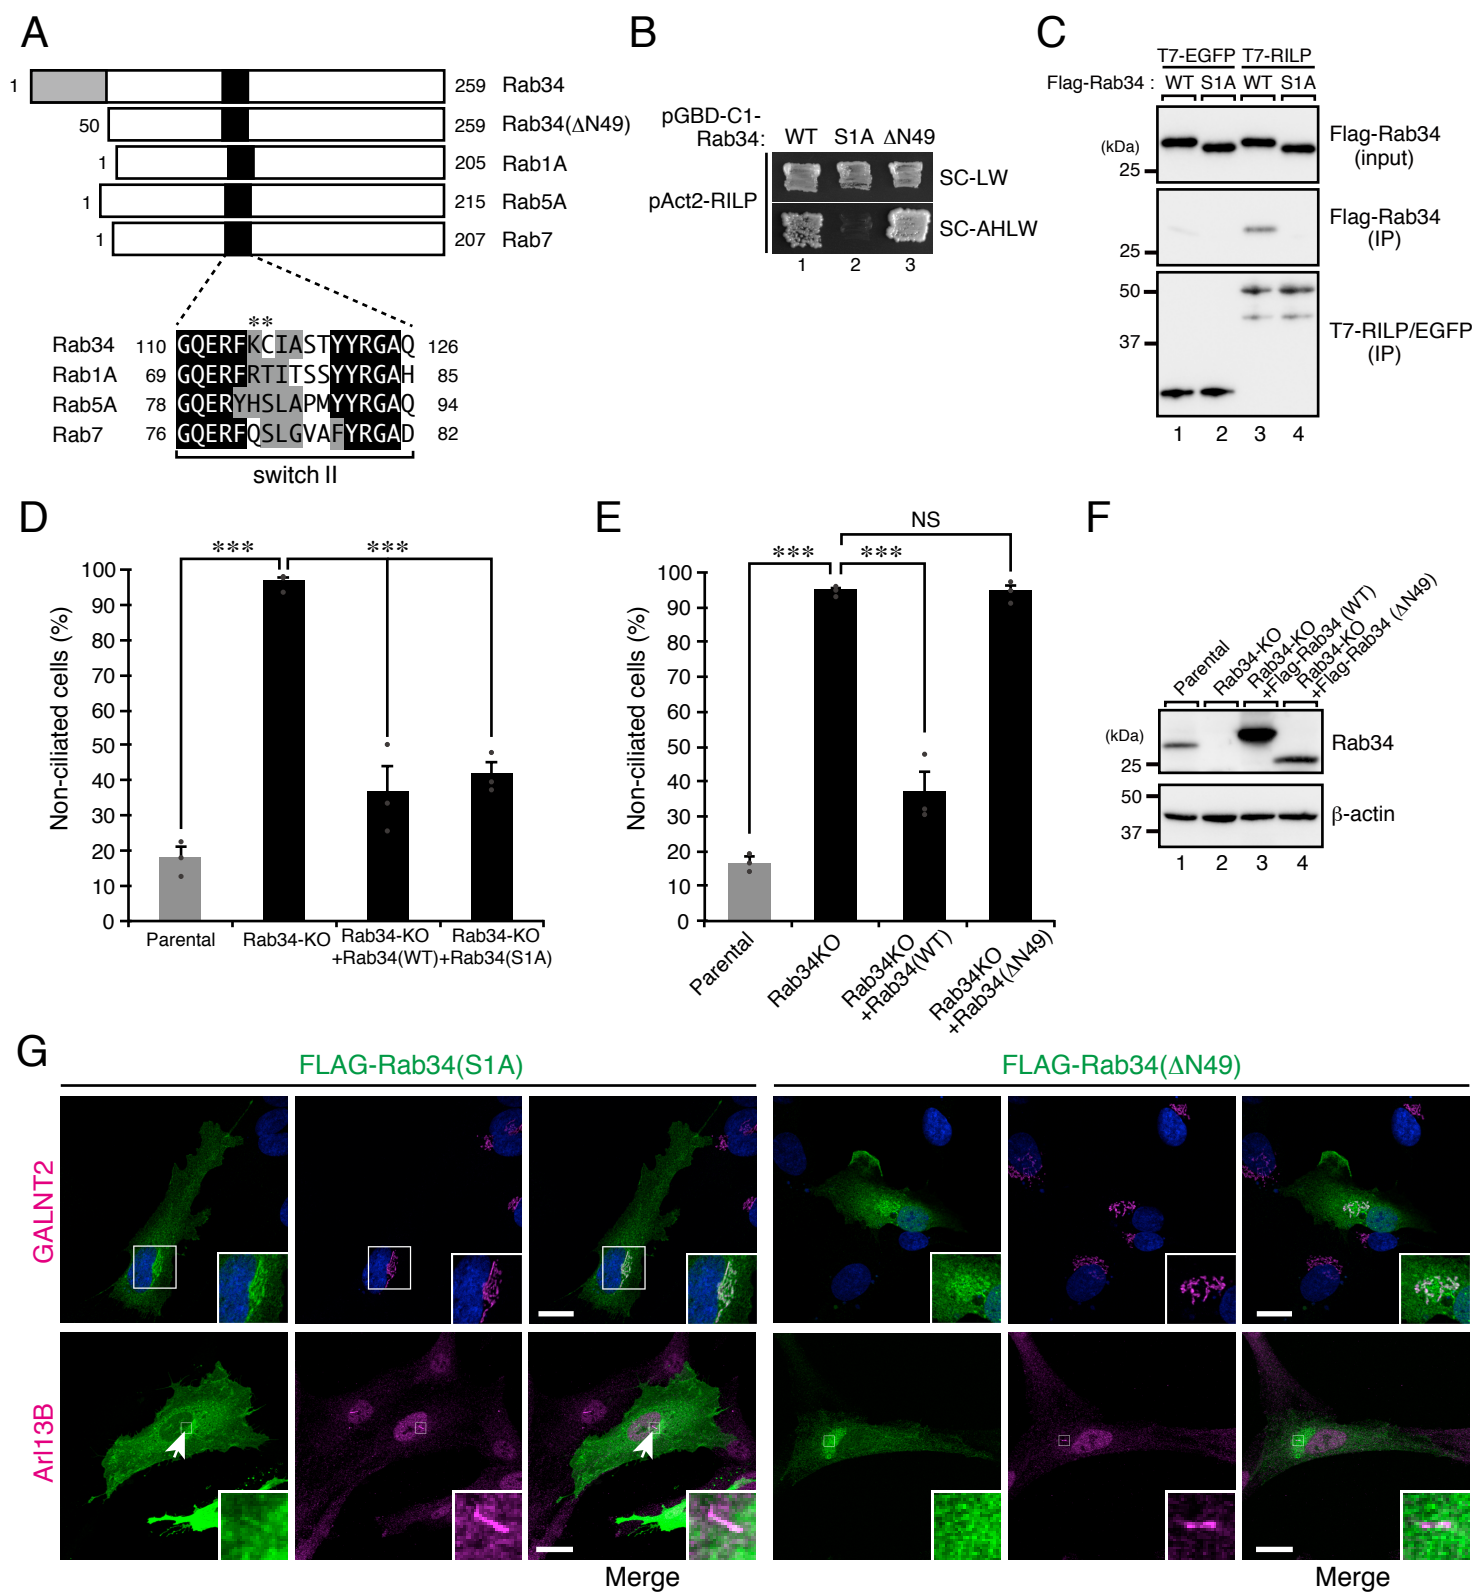 A
1 259 Rab34
50 259 Rab34(ΔN49)
1 205 Rab1A
1 215 Rab5A
1 207 Rab7
**
Rab34 110 GQERFKCIASTYYRGAQ 126
Rab1A 69 GQERFRTITSSYYRGAH 85
Rab5A 78 GQERYHSLAPMYYRGAQ 94
Rab7 76 GQERFQSLGVAFYRGAD 82
switch II
B
pGBD-C1-
Rab34: WT S1A ΔN49
pAct2-RILP
SC-LW
SC-AHLW
1 2 3
C
T7-EGFP T7-RILP
Flag-Rab34 : WT S1A WT S1A
(kDa)
25
Flag-Rab34
(input)
25
Flag-Rab34
(IP)
50
37
T7-RILP/EGFP
(IP)
1 2 3 4
D
*** ***
Non-ciliated cells (%)
100
90
80
70
60
50
40
30
20
10
0
Parental
Rab34-KO
Rab34-KO
+Rab34(WT)
Rab34-KO
+Rab34(S1A)
E
NS
*** ***
Non-ciliated cells (%)
100
90
80
70
60
50
40
30
20
10
0
Parental
Rab34KO
Rab34KO
+Rab34(WT)
Rab34KO
+Rab34(ΔN49)
F
Parental
Rab34-KO
Rab34-KO
+Flag-Rab34 (WT)
Rab34-KO
+Flag-Rab34 (ΔN49)
(kDa)
25
Rab34
50
37
β-actin
1 2 3 4
G
FLAG-Rab34(S1A)
FLAG-Rab34(ΔN49)
GALNT2
Arl13B
Merge
Merge